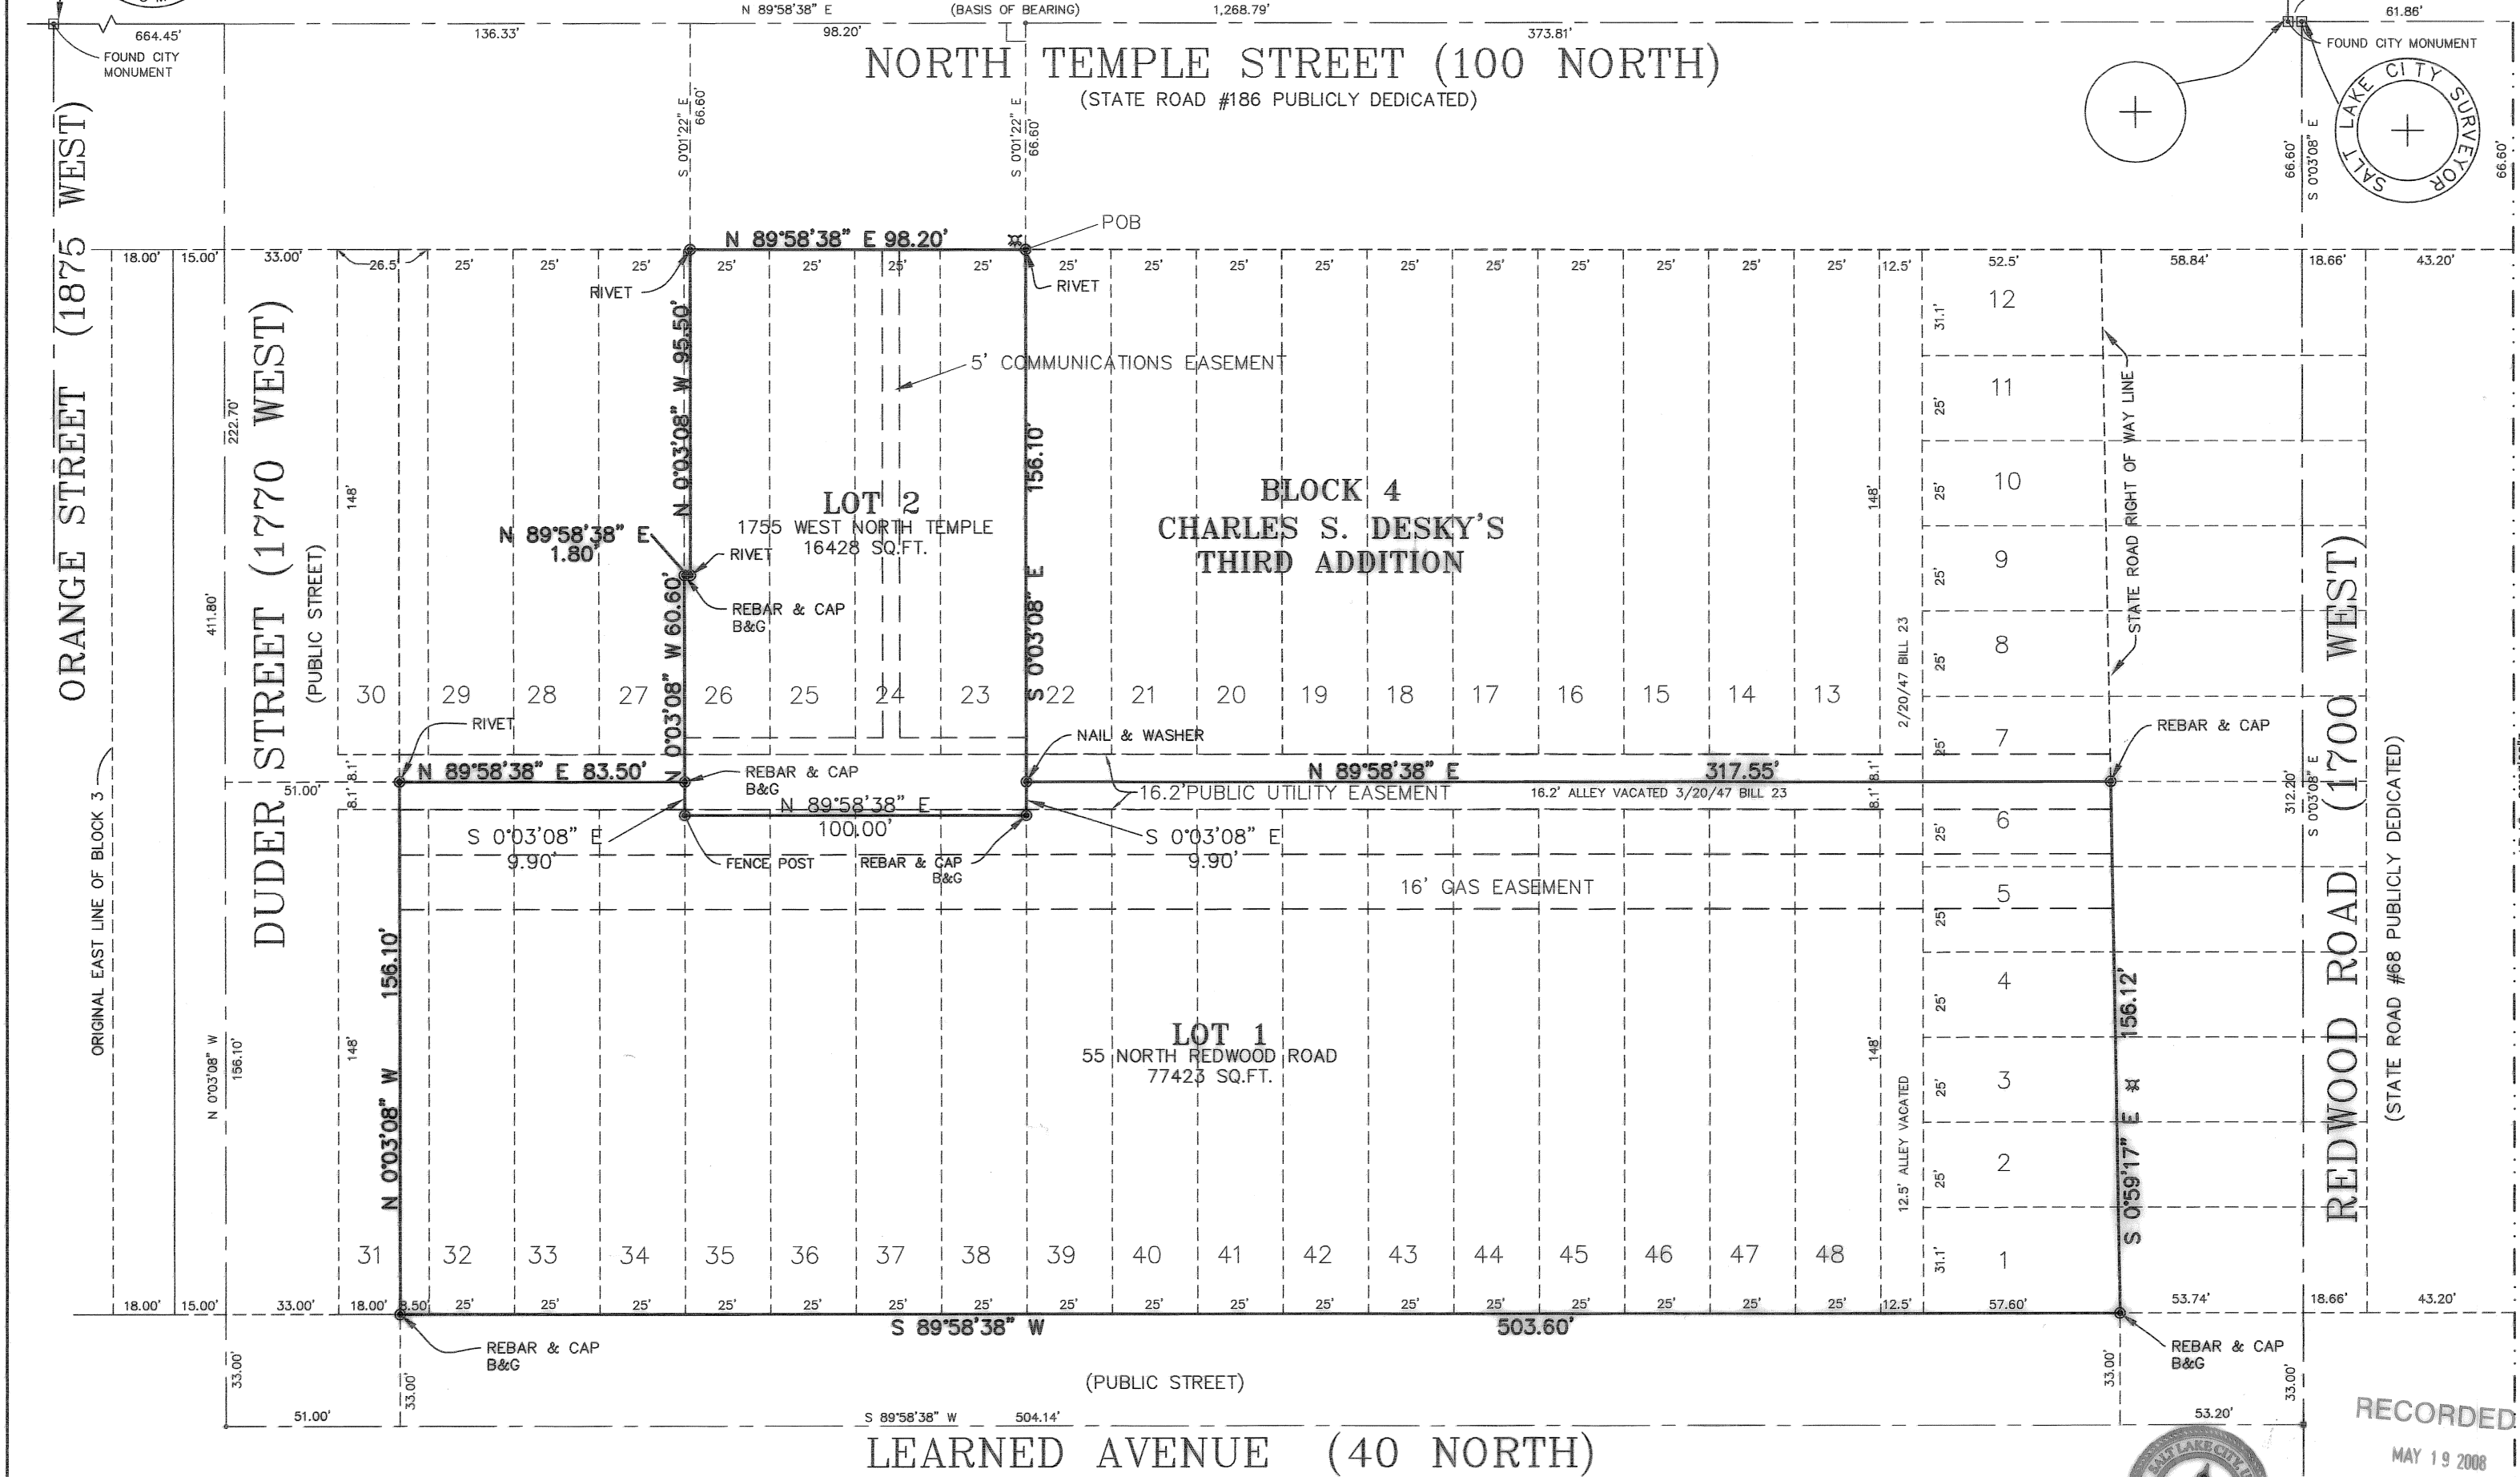 N 89°58'38" E (BASIS OF BEARING) 1,268.79'
664.45' 136.33' 98.20' 373.81' 61.86'
FOUND CITY
MONUMENT
FOUND CITY MONUMENT
NORTH TEMPLE STREET (100 NORTH)
(STATE ROAD #186 PUBLICLY DEDICATED)
SALT LAKE CITY SURVEYOR
S 0°01'22" E
66.60'
S 0°01'22" E
66.60'
66.60'
S 0°03'08" E
66.60'
POB
N 89°58'38" E 98.20'
18.00' 15.00' 33.00' 26.5' 25' 25' 25' 25' 25' 25' 25' 25' 25' 25' 25' 25' 25' 25' 25' 25' 25' 12.5' 52.5' 58.84' 18.66' 43.20'
RIVET
RIVET
ORANGE STREET (1875 WEST)
DUDER STREET (1770 WEST)
(PUBLIC STREET)
222.70'
411.80'
148'
N 0°03'08" W 95.50'
5' COMMUNICATIONS EASEMENT
156.10'
S 0°03'08" E
LOT 2
1755 WEST NORTH TEMPLE
16428 SQ.FT.
N 89°58'38" E
1.80'
RIVET
REBAR & CAP
B&G
N 0°03'08" W 60.60'
BLOCK 4
CHARLES S. DESKY'S
THIRD ADDITION
148'
2/20/47 BILL 23
31.1' 12
25' 11
25' 10
25' 9
25' 8
25' 7
STATE ROAD RIGHT OF WAY LINE
REDWOOD ROAD (1700 WEST)
(STATE ROAD #68 PUBLICLY DEDICATED)
312.20'
S 0°03'08" E
30 29 28 27 26 25 24 23 22 21 20 19 18 17 16 15 14 13
RIVET
NAIL & WASHER
REBAR & CAP
8.1'
8.1'
51.00'
N 89°58'38" E 83.50'
REBAR & CAP
B&G
N 89°58'38" E 317.55'
8.1'
8.1'
16.2' PUBLIC UTILITY EASEMENT
16.2' ALLEY VACATED 3/20/47 BILL 23
N 89°58'38" E
100.00'
S 0°03'08" E
9.90'
S 0°03'08" E
9.90'
FENCE POST
REBAR & CAP
B&G
16' GAS EASEMENT
ORIGINAL EAST LINE OF BLOCK 3
N 0°03'08" W
156.10'
148'
N 0°03'08" W 156.10'
LOT 1
55 NORTH REDWOOD ROAD
77423 SQ.FT.
148'
12.5' ALLEY VACATED
25' 6
25' 5
25' 4
25' 3
25' 2
31.1' 1
S 0°59'17" E 156.12'
31 32 33 34 35 36 37 38 39 40 41 42 43 44 45 46 47 48
18.00' 15.00' 33.00' 18.00' 8.50' 25' 25' 25' 25' 25' 25' 25' 25' 25' 25' 25' 25' 25' 25' 25' 25' 25' 12.5' 57.60' 53.74' 18.66' 43.20'
S 89°58'38" W 503.60'
REBAR & CAP
B&G
REBAR & CAP
B&G
33.00'
33.00'
33.00'
33.00'
(PUBLIC STREET)
51.00' S 89°58'38" W 504.14' 53.20'
LEARNED AVENUE (40 NORTH)
RECORDED
MAY 19 2008
SALT LAKE CITY